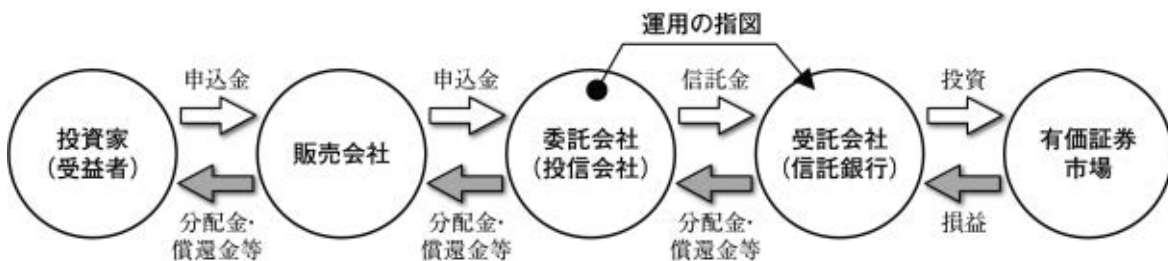 運用の指図
申込金
申込金
信託金
投資
投資家
(受益者)
販売会社
委託会社
(投信会社)
受託会社
(信託銀行)
有価証券
市場
分配金・
償還金等
分配金・
償還金等
分配金・
償還金等
損益